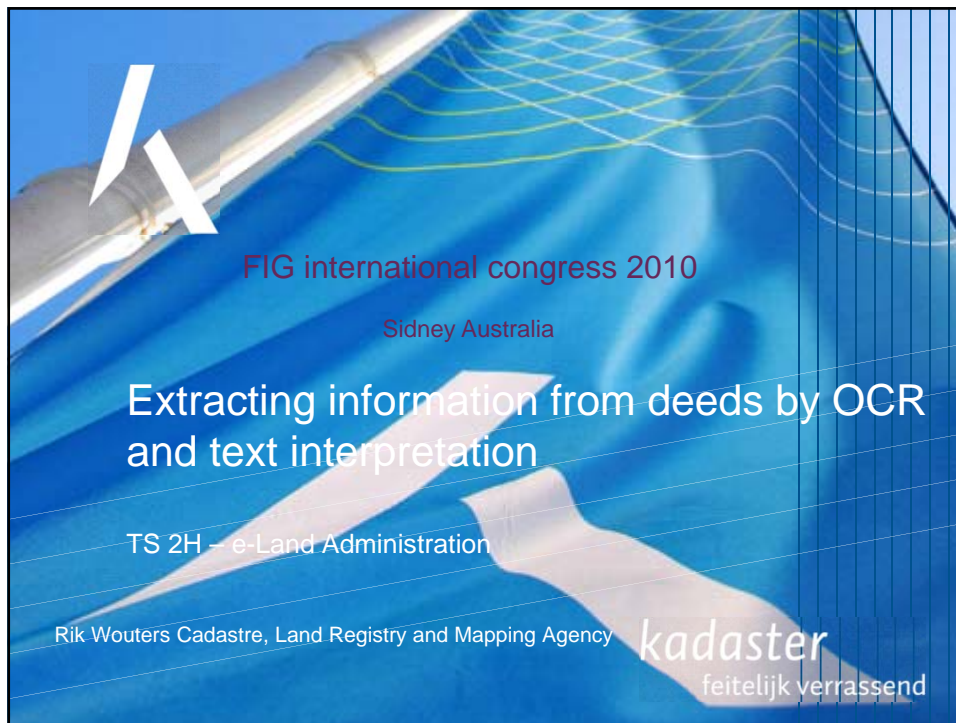 FIG international congress 2010
Sidney Australia
Extracting information from deeds by OCR
and text interpretation
TS 2H – e-Land Administration
Rik Wouters Cadastre, Land Registry and Mapping Agency
kadaster
feitelijk verrassend